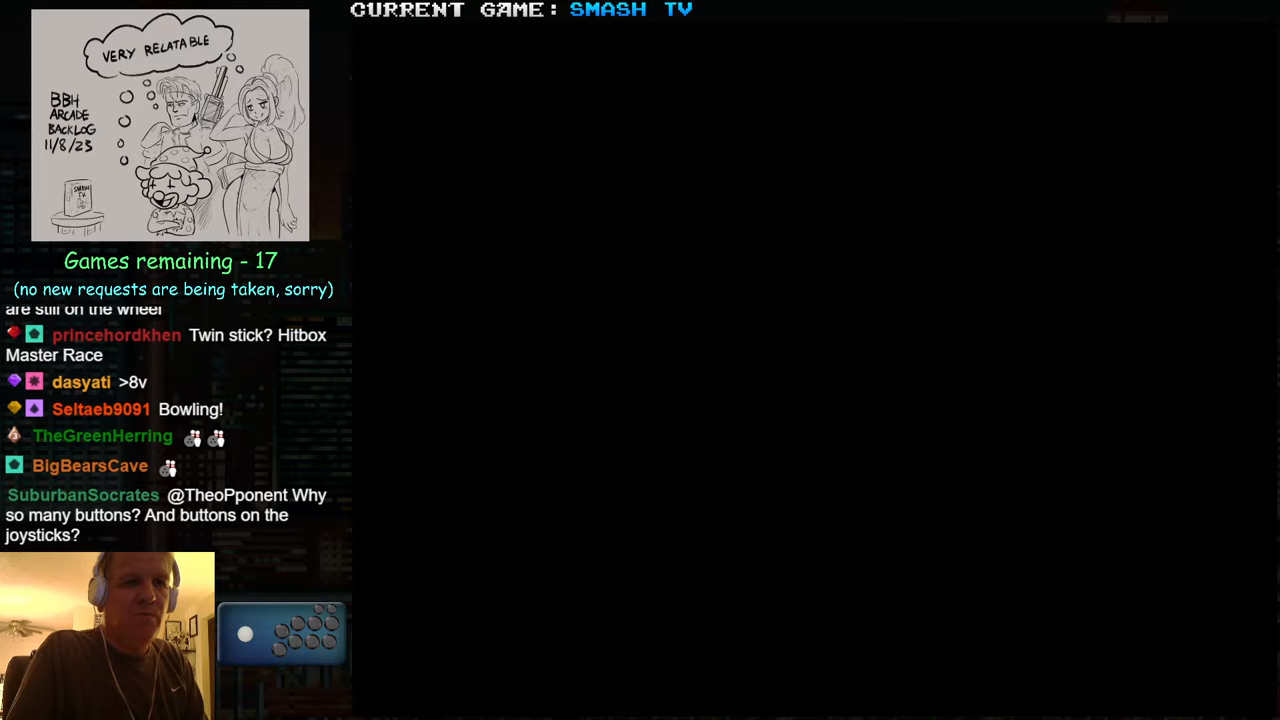 CURRENT GAME: SMASH TV
VERY RELATABLE
BBH
ARCADE
BACKLOG
11/8/23
SMASH
TV
Games remaining - 17
(no new requests are being taken, sorry)
are still on the wheel
princehordkhen Twin stick? Hitbox
Master Race
dasyati >8v
Seltaeb9091 Bowling!
TheGreenHerring
BigBearsCave
SuburbanSocrates @TheoPponent Why
so many buttons? And buttons on the
joysticks?